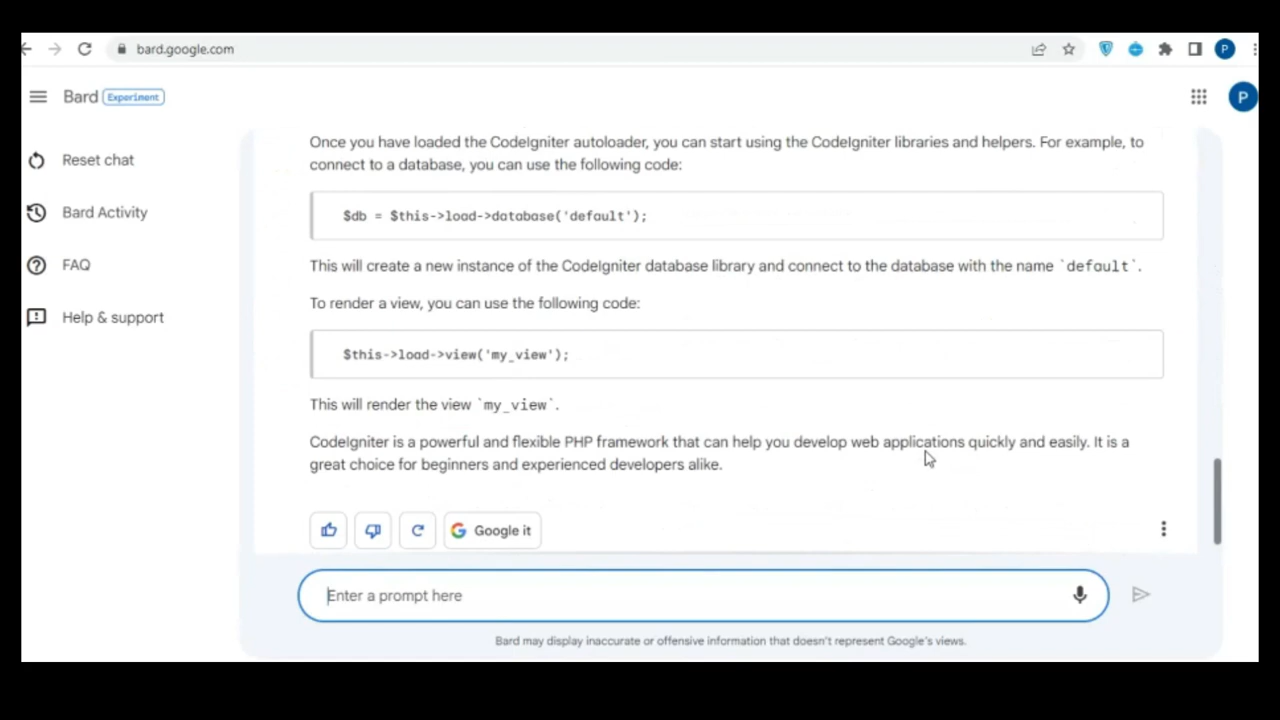 bard.google.com
P
Bard Experiment
P
Reset chat
Bard Activity
FAQ
Help & support
Once you have loaded the CodeIgniter autoloader, you can start using the CodeIgniter libraries and helpers. For example, to
connect to a database, you can use the following code:
$db = $this->load->database('default');
This will create a new instance of the CodeIgniter database library and connect to the database with the name `default`.
To render a view, you can use the following code:
$this->load->view('my_view');
This will render the view `my_view`.
CodeIgniter is a powerful and flexible PHP framework that can help you develop web applications quickly and easily. It is a
great choice for beginners and experienced developers alike.
Google it
Enter a prompt here
Bard may display inaccurate or offensive information that doesn't represent Google's views.